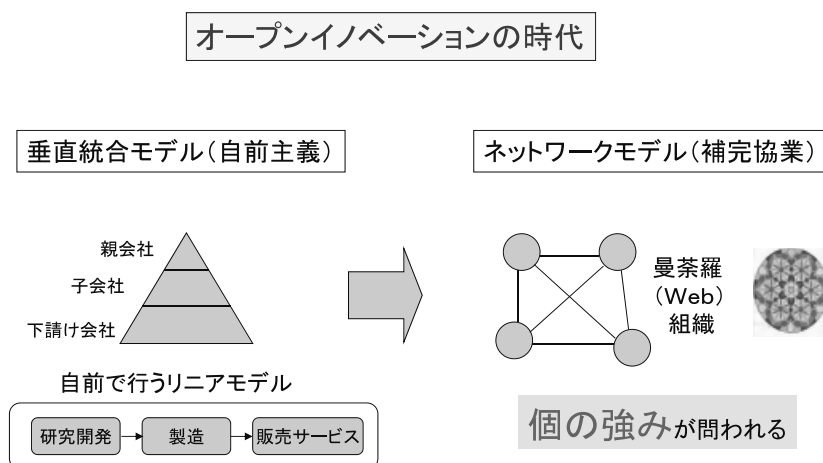 オープンイノベーションの時代
垂直統合モデル(自前主義)
親会社
子会社
下請け会社
自前で行うリニアモデル
研究開発
製造
販売サービス
ネットワークモデル(補完協業)
曼荼羅
(Web)
組織
個の強みが問われる